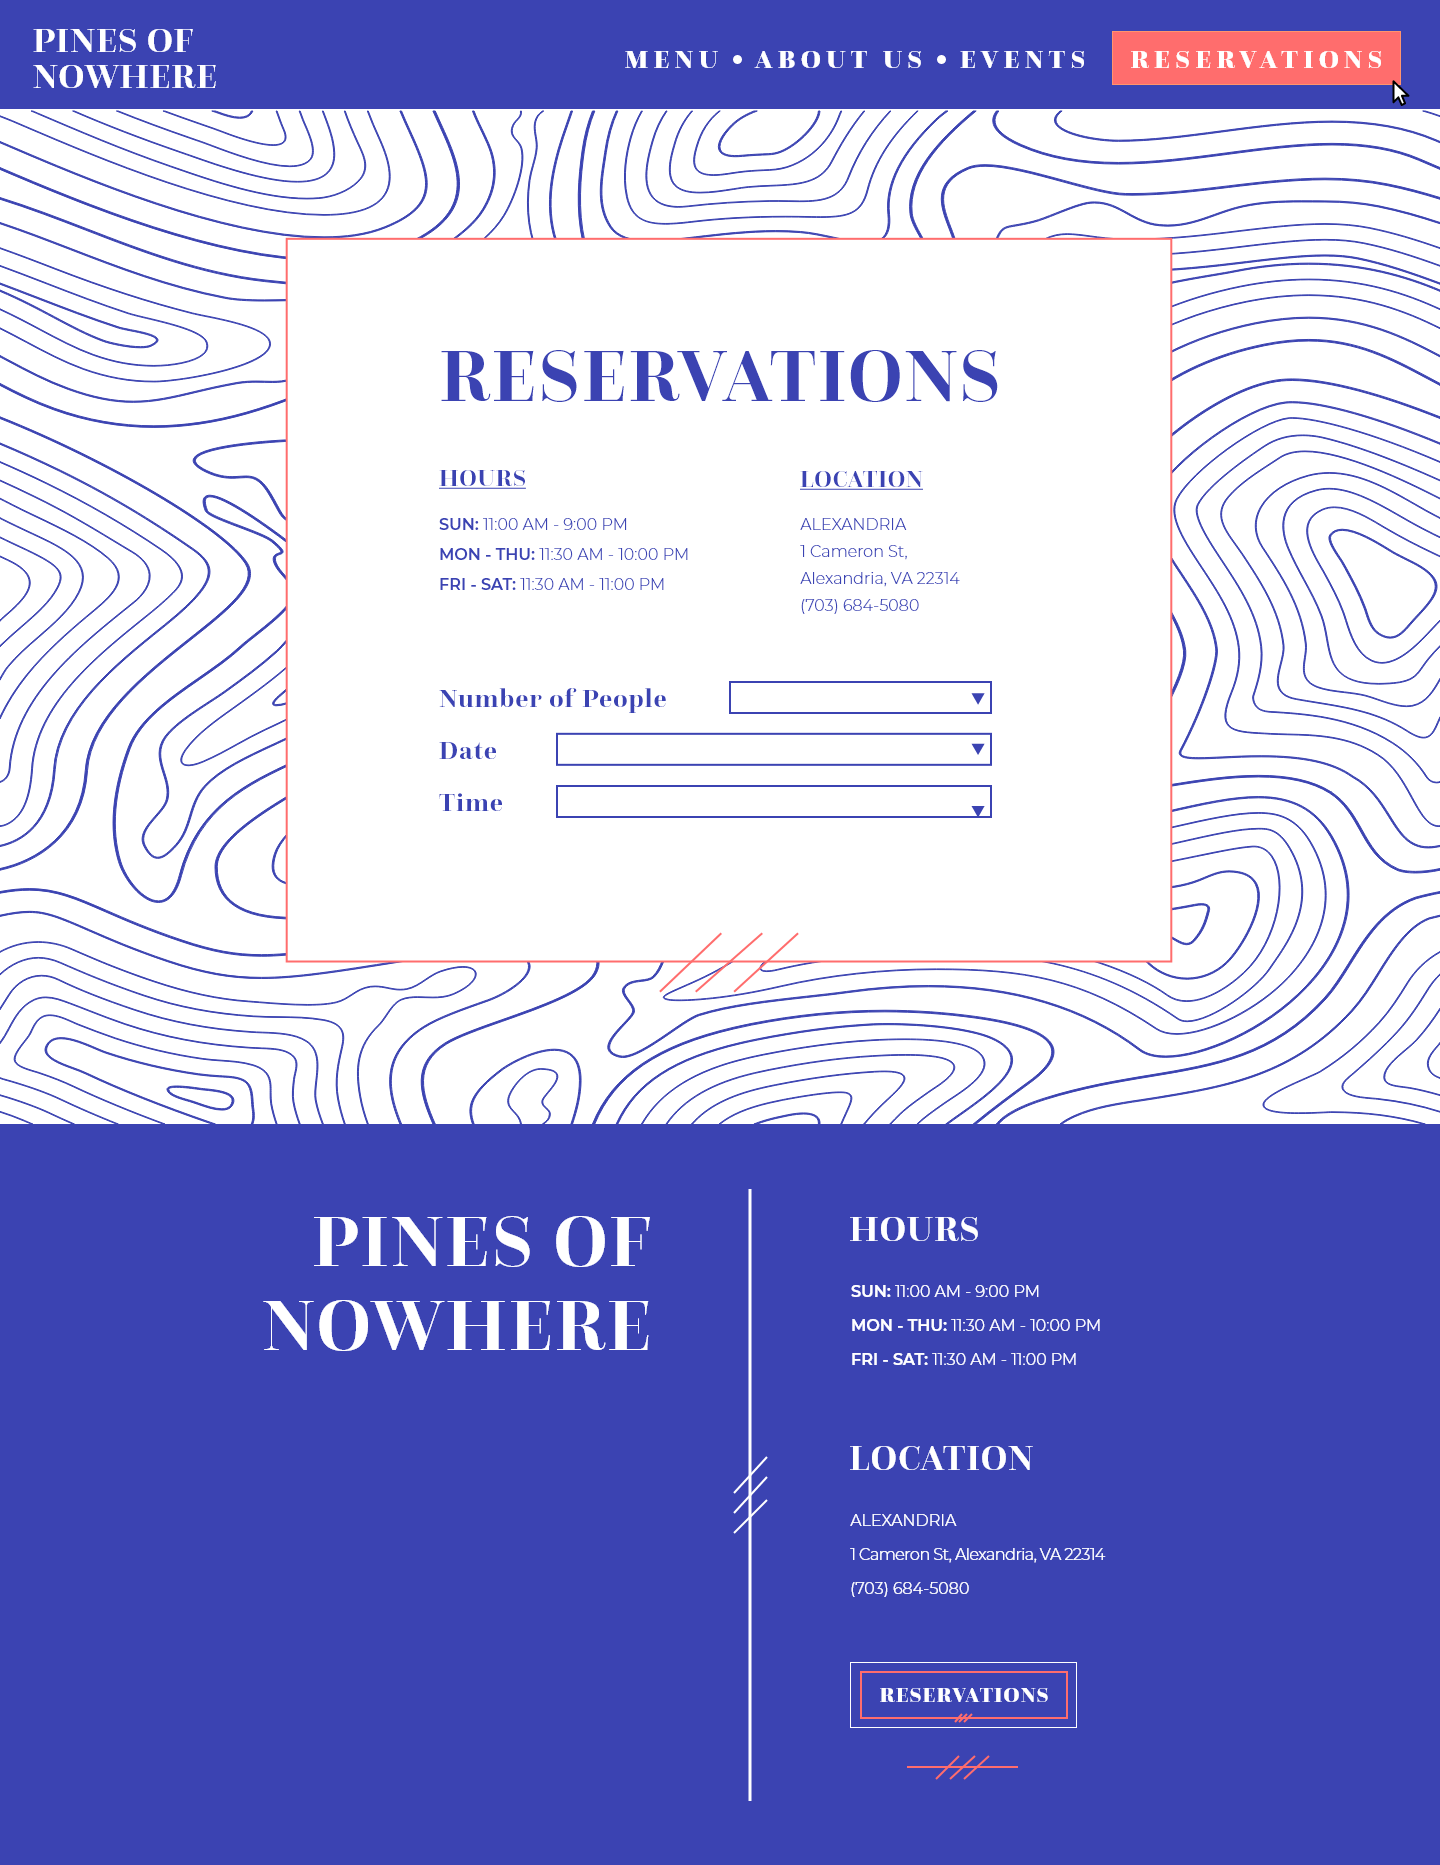 PINES OF
NOWHERE
MENU • ABOUT US • EVENTS
RESERVATIONS
RESERVATIONS
HOURS
SUN: 11:00 AM - 9:00 PM
MON - THU: 11:30 AM - 10:00 PM
FRI - SAT: 11:30 AM - 11:00 PM
LOCATION
ALEXANDRIA
1 Cameron St,
Alexandria, VA 22314
(703) 684-5080
Number of People
Date
Time
PINES OF
NOWHERE
HOURS
SUN: 11:00 AM - 9:00 PM
MON - THU: 11:30 AM - 10:00 PM
FRI - SAT: 11:30 AM - 11:00 PM
LOCATION
ALEXANDRIA
1 Cameron St, Alexandria, VA 22314
(703) 684-5080
RESERVATIONS